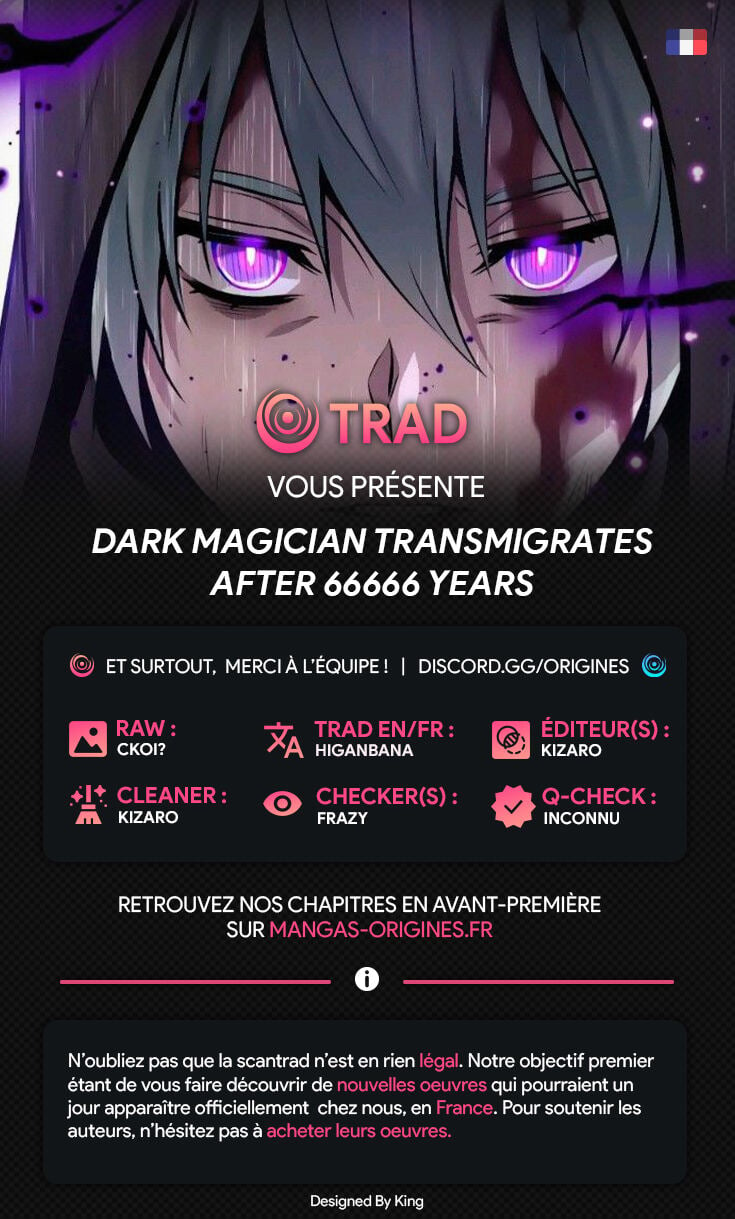 TRAD
VOUS PRÉSENTE
DARK MAGICIAN TRANSMIGRATES
AFTER 66666 YEARS
ET SURTOUT, MERCI À L'ÉQUIPE ! | DISCORD.GG/ORIGINES
RAW :
CKOI?
TRAD EN/FR :
HIGANBANA
ÉDITEUR(S) :
KIZARO
CLEANER :
KIZARO
CHECKER(S) :
FRAZY
Q-CHECK :
INCONNU
RETROUVEZ NOS CHAPITRES EN AVANT-PREMIÈRE
SUR MANGAS-ORIGINES.FR
N'oubliez pas que la scantrad n'est en rien légal. Notre objectif premier
étant de vous faire découvrir de nouvelles oeuvres qui pourraient un
jour apparaître officiellement chez nous, en France. Pour soutenir les
auteurs, n'hésitez pas à acheter leurs oeuvres.
Designed By King